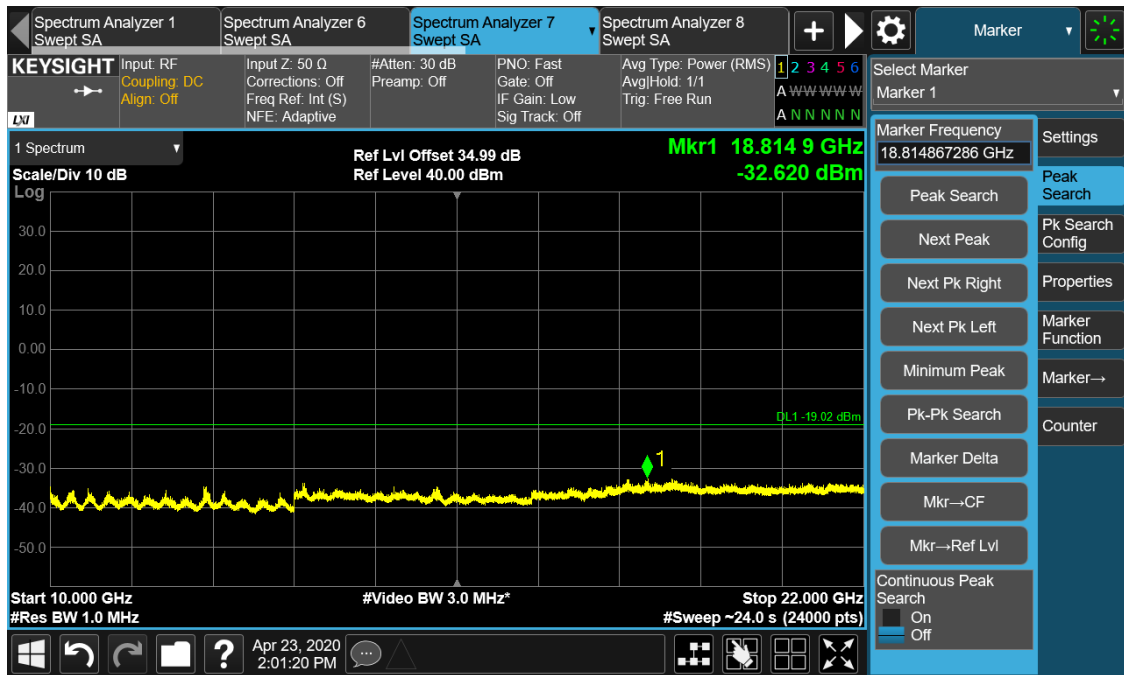 Spectrum Analyzer 1
Swept SA
Spectrum Analyzer 6
Swept SA
Spectrum Analyzer 7
Swept SA
Spectrum Analyzer 8
Swept SA
Marker
KEYSIGHT
LXI
Input: RF
Coupling: DC
Align: Off
Input Z: 50 Ω
Corrections: Off
Freq Ref: Int (S)
NFE: Adaptive
#Atten: 30 dB
Preamp: Off
PNO: Fast
Gate: Off
IF Gain: Low
Sig Track: Off
Avg Type: Power (RMS)
Avg|Hold: 1/1
Trig: Free Run
1 2 3 4 5 6
A W W W W W
A N N N N N
Select Marker
Marker 1
1 Spectrum
Scale/Div 10 dB
Log
Ref Lvl Offset 34.99 dB
Ref Level 40.00 dBm
Mkr1 18.814 9 GHz
-32.620 dBm
30.0
20.0
10.0
0.00
-10.0
-20.0
-30.0
-40.0
-50.0
DL1 -19.02 dBm
1
Start 10.000 GHz
#Res BW 1.0 MHz
#Video BW 3.0 MHz*
Stop 22.000 GHz
#Sweep ~24.0 s (24000 pts)
Marker Frequency
18.814867286 GHz
Peak Search
Next Peak
Next Pk Right
Next Pk Left
Minimum Peak
Pk-Pk Search
Marker Delta
Mkr→CF
Mkr→Ref Lvl
Continuous Peak
Search
On
Off
Settings
Peak
Search
Pk Search
Config
Properties
Marker
Function
Marker→
Counter
?
Apr 23, 2020
2:01:20 PM